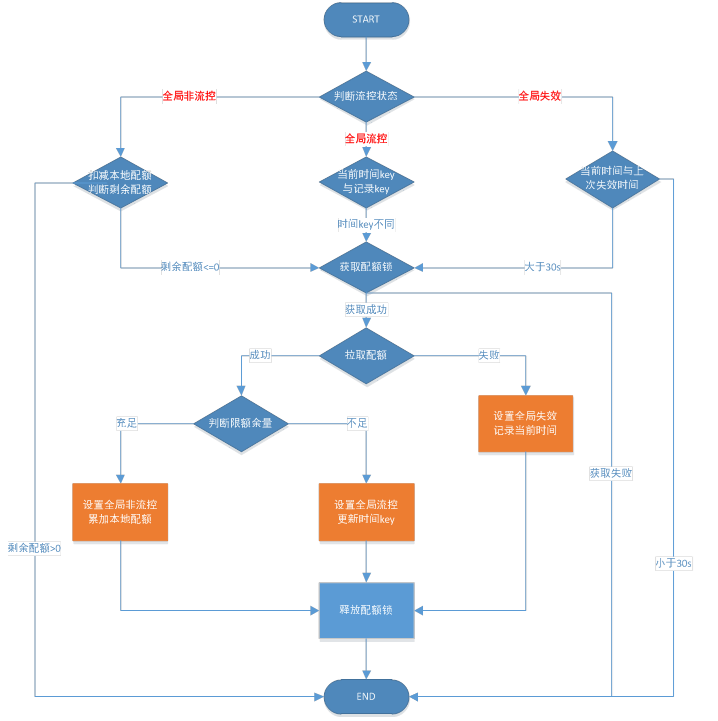 START
判断流控状态
全局非流控
全局流控
全局失效
扣减本地配额
判断剩余配额
当前时间key
与记录key
当前时间与上
次失效时间
时间key不同
剩余配额<=0
获取配额锁
大于30s
获取成功
拉取配额
成功
失败
判断限额余量
充足
不足
设置全局失效
记录当前时间
获取失败
设置全局非流控
累加本地配额
设置全局流控
更新时间key
剩余配额>0
小于30s
释放配额锁
END